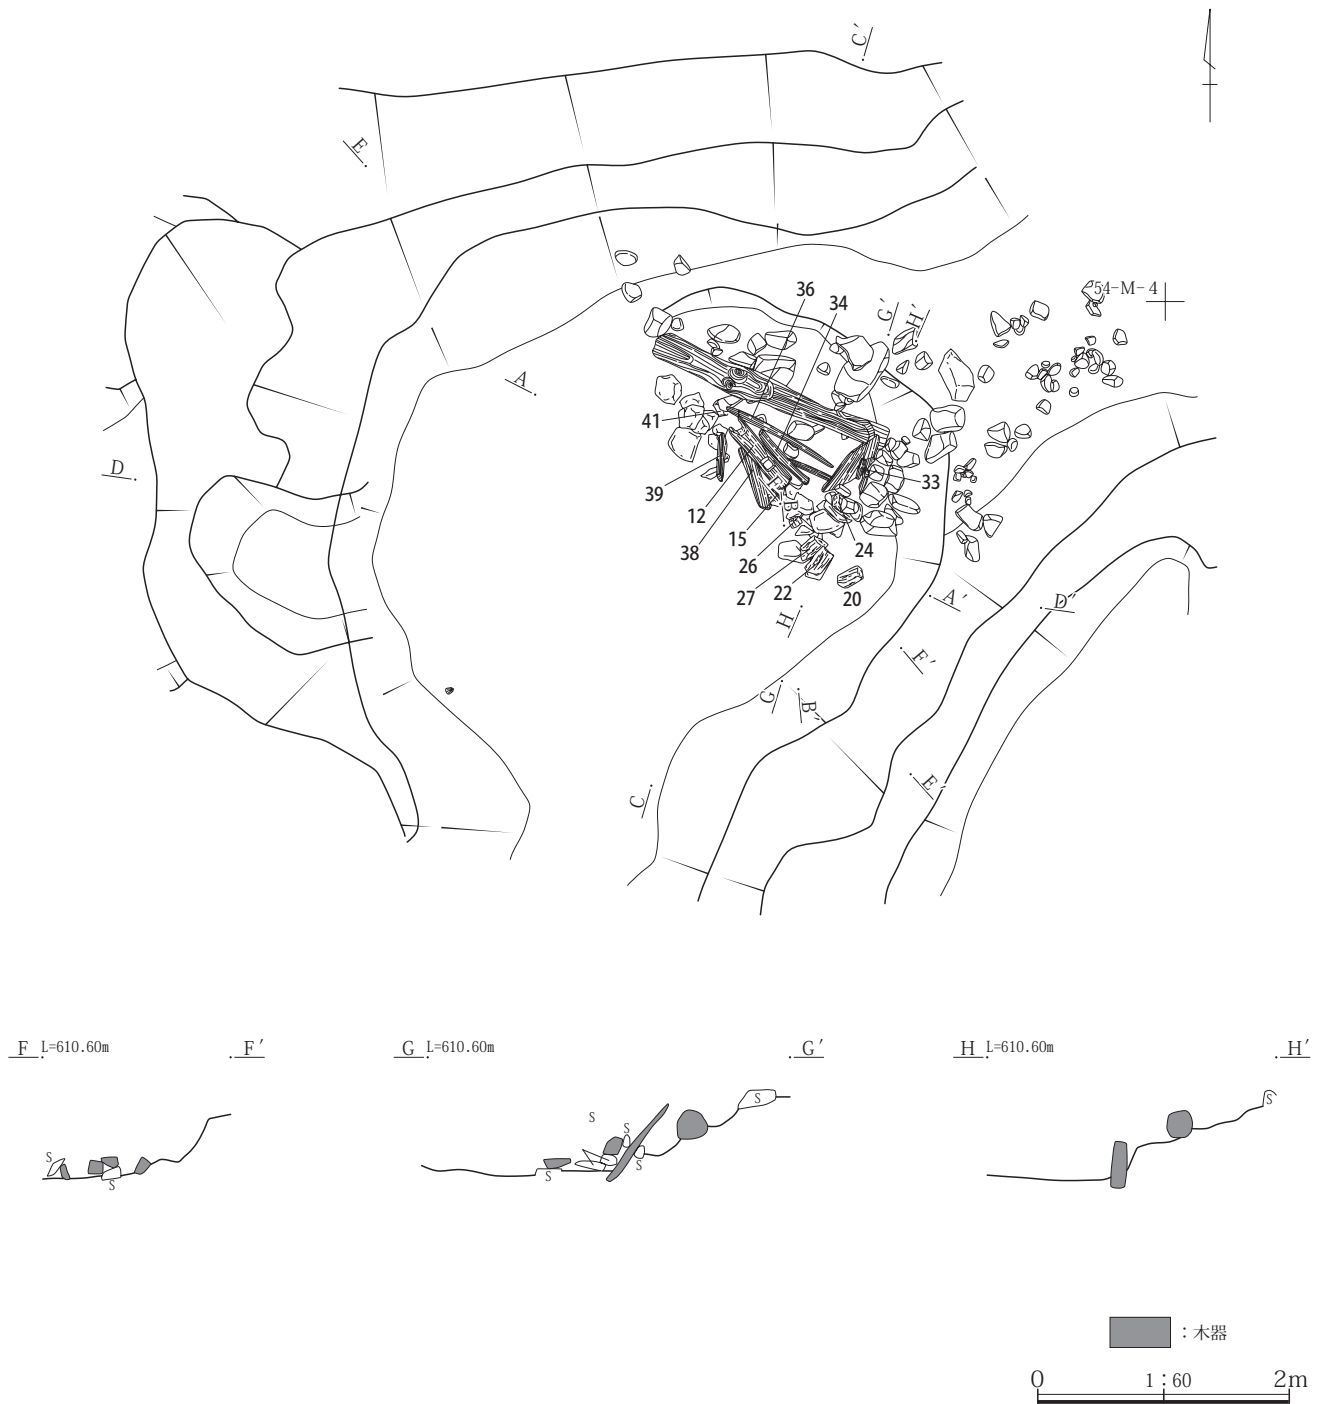 C′
E
54-M-4
36
34
G′
H′
A
41
D
33
39
12
F
B
15
38
24
26
27
22
20
H
A′
D′
F′
G
B′
C
E′
F L=610.60m F′
G L=610.60m G′
H L=610.60m H′
S
S
S
S
S
S
S
S
：木器
0 1：60 2m